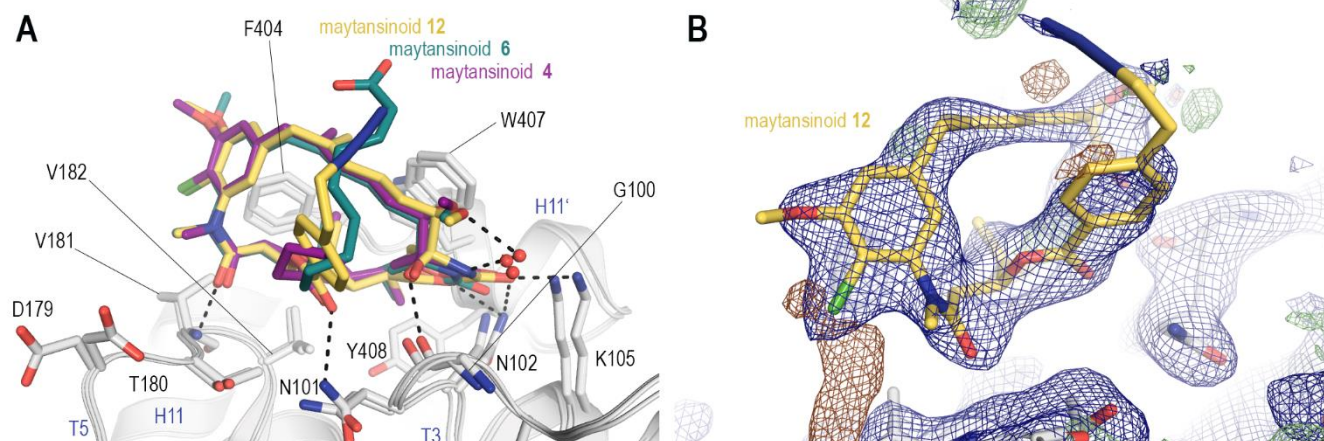 A
F404
maytansinoid 12
maytansinoid 6
maytansinoid 4
W407
V182
G100
H11‘
V181
D179
T180
Y408
N102
K105
N101
H11
T5
T3
B
maytansinoid 12